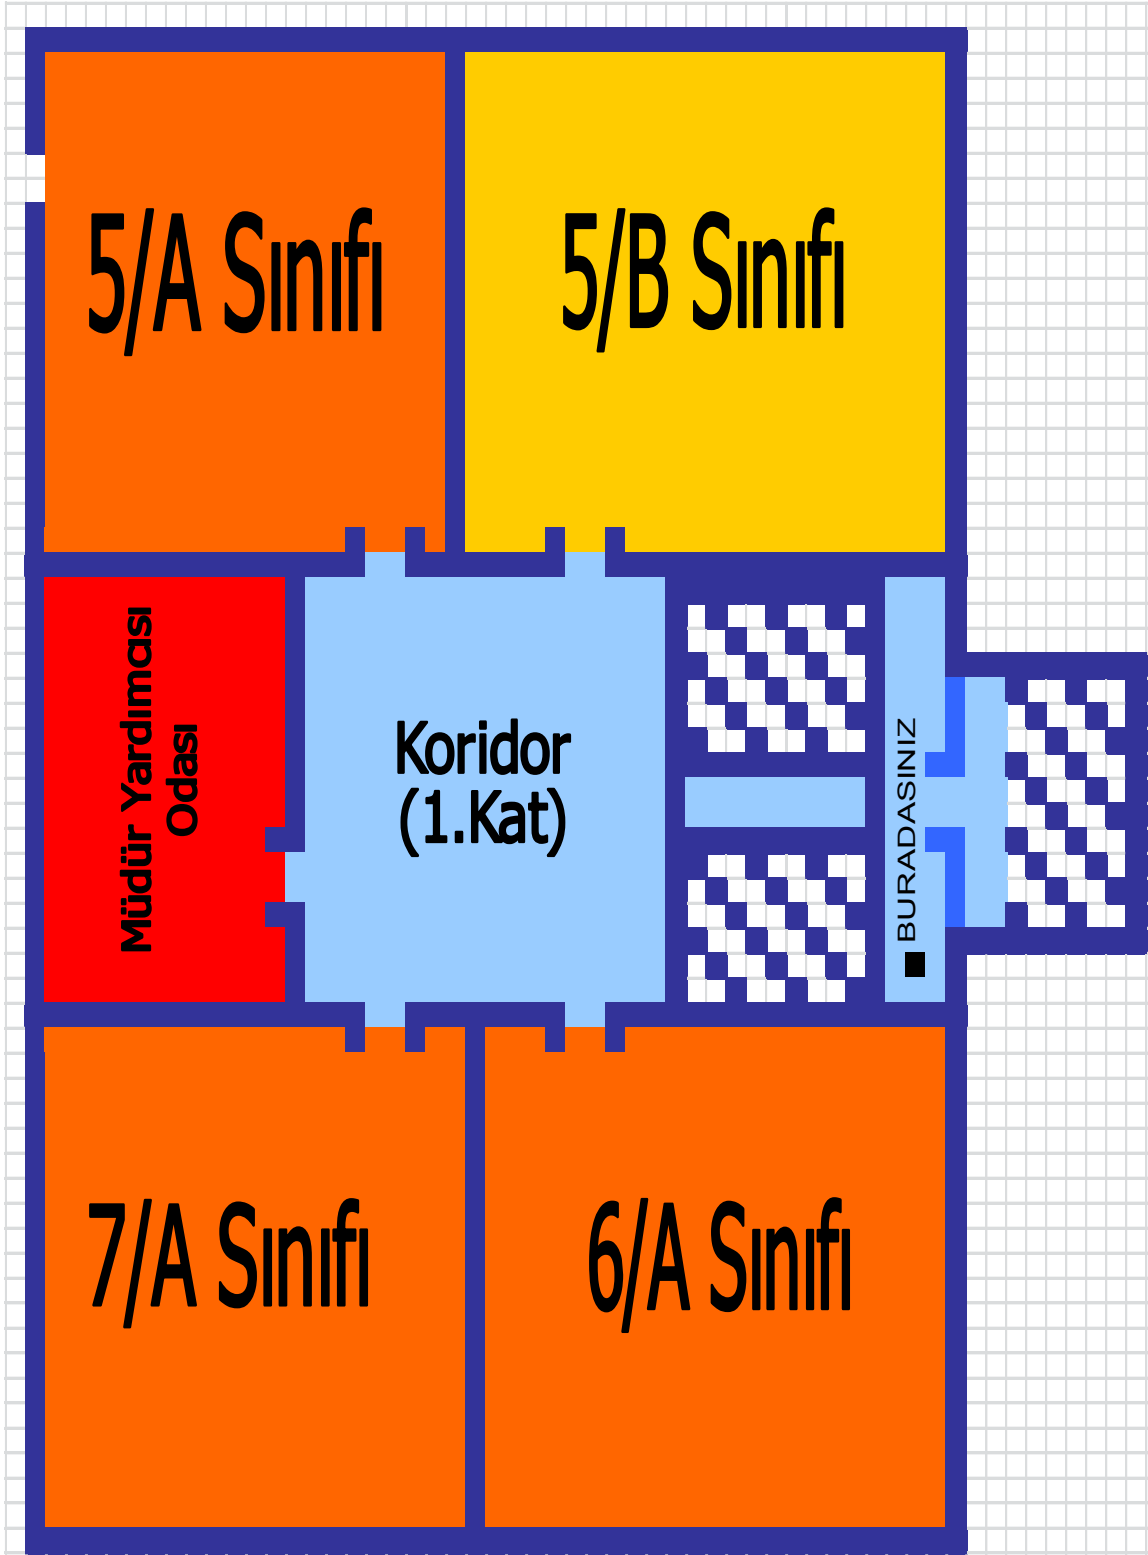 5/A Sınıfı
5/B Sınıfı
Müdür Yardımcısı
Odası
Koridor
(1.Kat)
BURADASINIZ
7/A Sınıfı
6/A Sınıfı